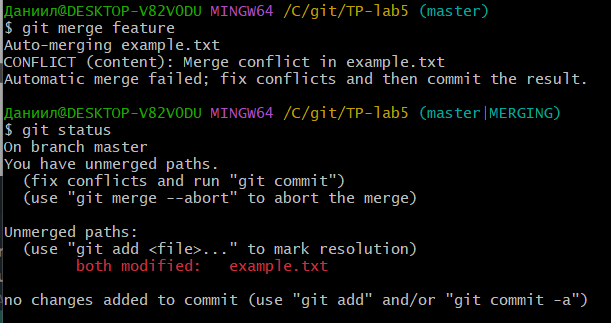 Даниил@DESKTOP-V82VODU MINGW64 /C/git/TP-lab5 (master)
$ git merge feature
Auto-merging example.txt
CONFLICT (content): Merge conflict in example.txt
Automatic merge failed; fix conflicts and then commit the result.
Даниил@DESKTOP-V82VODU MINGW64 /C/git/TP-lab5 (master|MERGING)
$ git status
On branch master
You have unmerged paths.
  (fix conflicts and run "git commit")
  (use "git merge --abort" to abort the merge)
Unmerged paths:
  (use "git add <file>..." to mark resolution)
        both modified:   example.txt
no changes added to commit (use "git add" and/or "git commit -a")